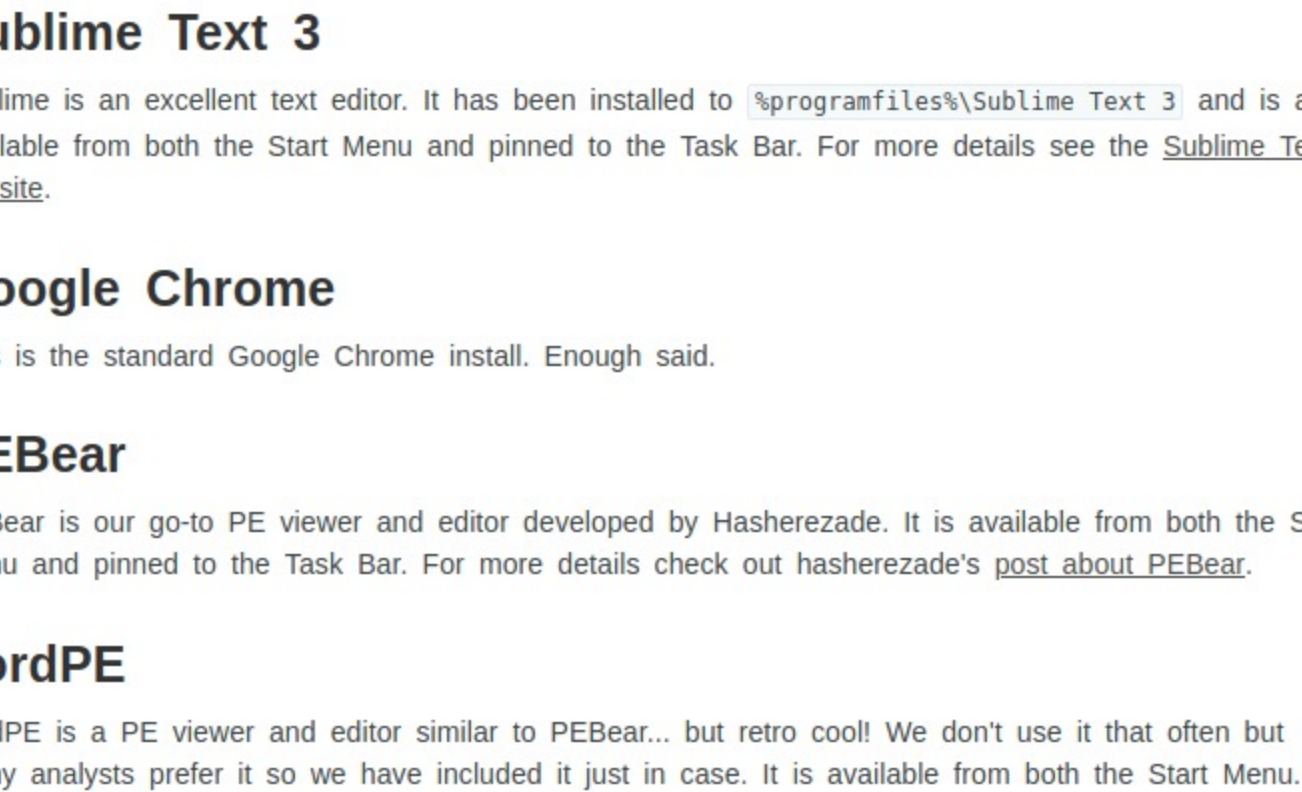 ublime Text 3
lime is an excellent text editor. It has been installed to %programfiles%\Sublime Text 3 and is a
lable from both the Start Menu and pinned to the Task Bar. For more details see the Sublime Te
site.
oogle Chrome
is the standard Google Chrome install. Enough said.
EBear
Bear is our go-to PE viewer and editor developed by Hasherezade. It is available from both the S
nu and pinned to the Task Bar. For more details check out hasherezade's post about PEBear.
ordPE
dPE is a PE viewer and editor similar to PEBear... but retro cool! We don't use it that often but
ny analysts prefer it so we have included it just in case. It is available from both the Start Menu.